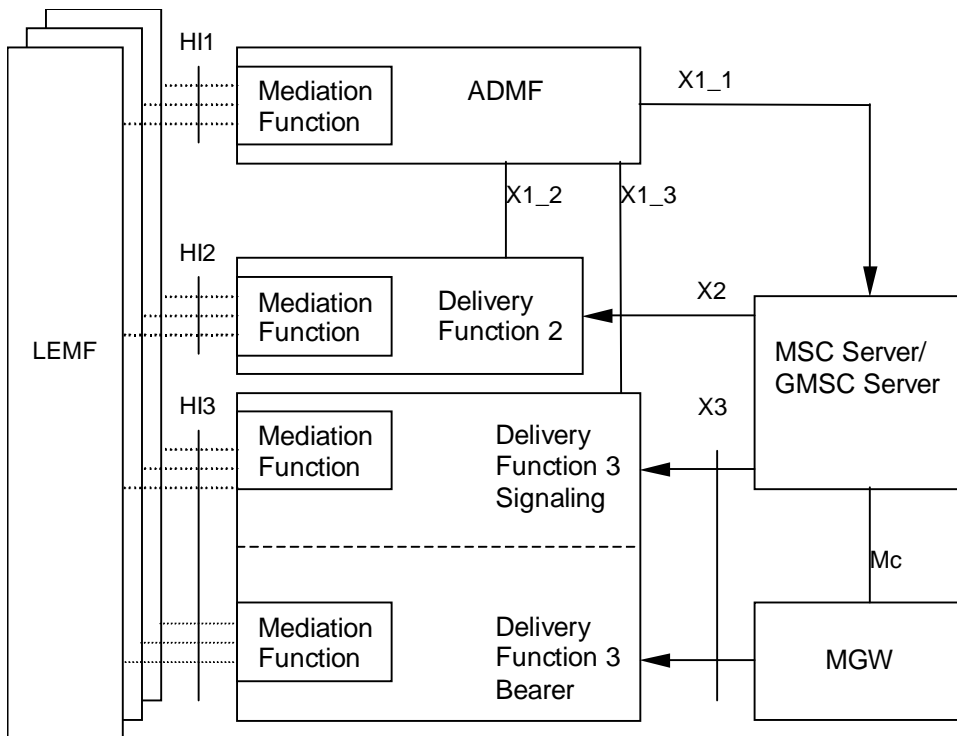 HI1
Mediation
Function
ADMF
X1_1
X1_2
X1_3
HI2
Mediation
Function
Delivery
Function 2
X2
LEMF
MSC Server/
GMSC Server
HI3
X3
Mediation
Function
Delivery
Function 3
Signaling
Mc
Mediation
Function
Delivery
Function 3
Bearer
MGW